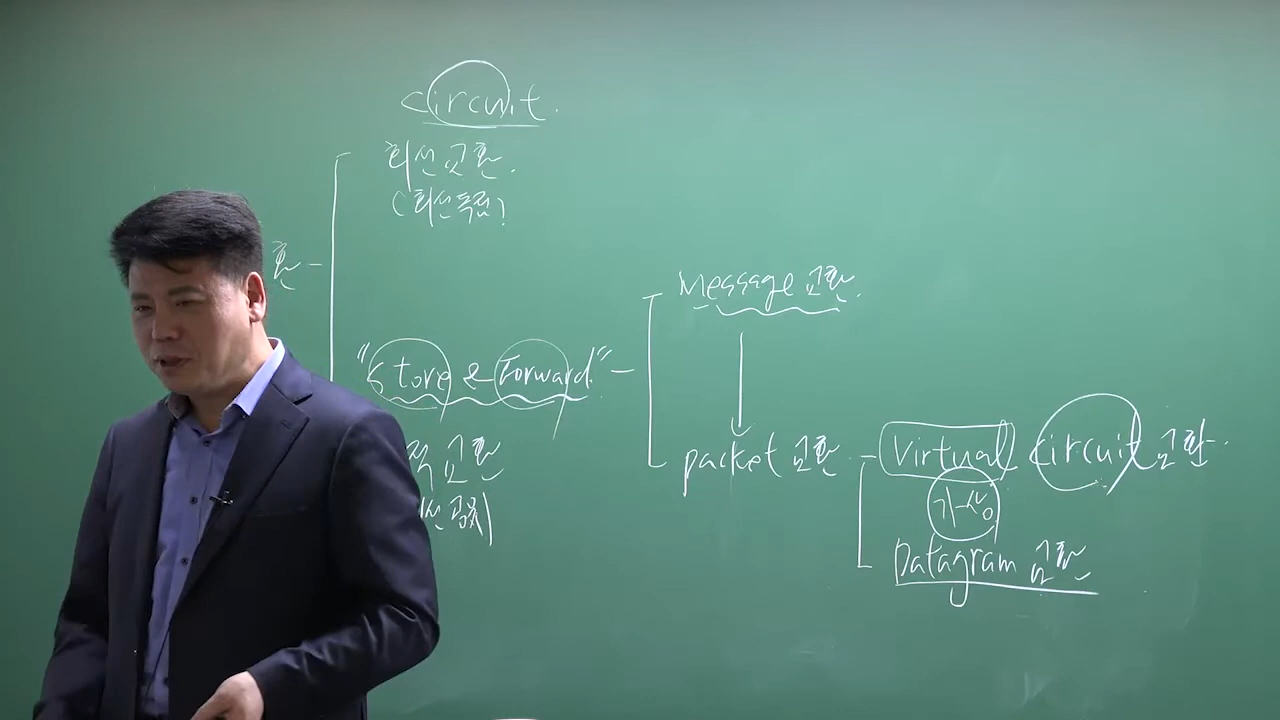 Circuit.
회선교환.
(회선독점)
환
Message 교환.
"Store & Forward."
packet 교환
Virtual Circuit 교환.
가상
교환
Datagram 교환